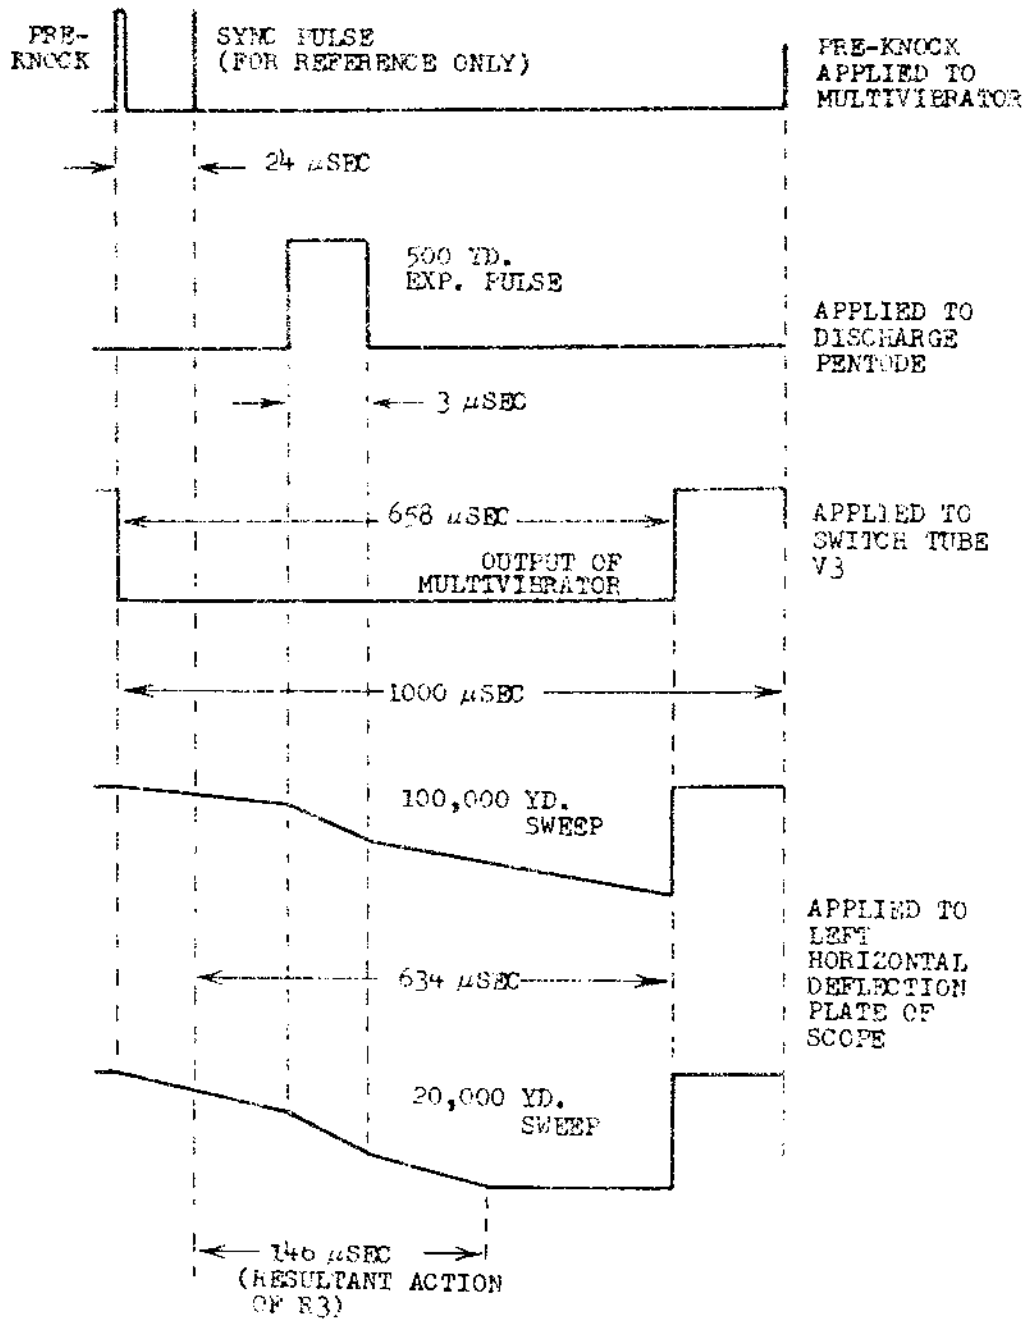 PRE-
KNOCK
SYNC PULSE
(FOR REFERENCE ONLY)
PRE-KNOCK
APPLIED TO
MULTIVIBRATOR
24 μSEC
500 YD.
EXP. PULSE
APPLIED TO
DISCHARGE
PENTODE
3 μSEC
658 μSEC
OUTPUT OF
MULTIVIBRATOR
APPLIED TO
SWITCH TUBE
V3
1000 μSEC
100,000 YD.
SWEEP
634 μSEC
APPLIED TO
LEFT
HORIZONTAL
DEFLECTION
PLATE OF
SCOPE
20,000 YD.
SWEEP
146 μSEC
(RESULTANT ACTION
OF R3)